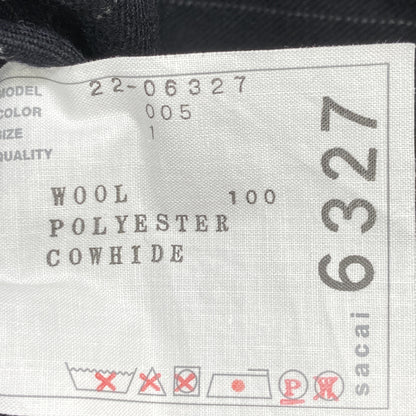 MODEL 22-06327
COLOR 005
SIZE 1
QUALITY
WOOL 100
POLYESTER
COWHIDE
sacai 6327
P W